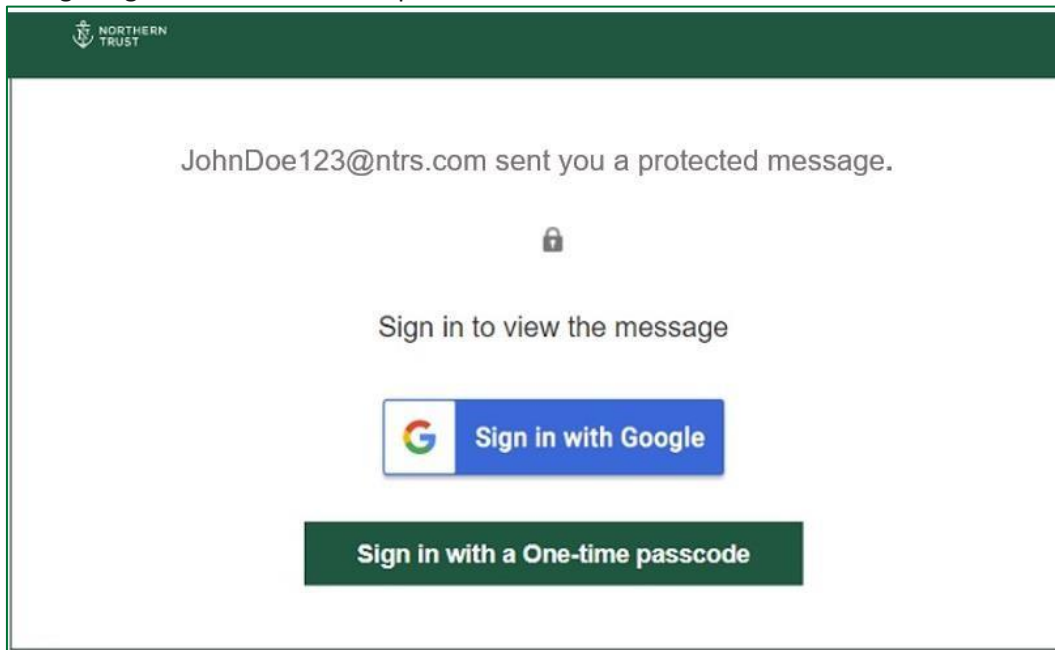 NORTHERN
TRUST
JohnDoe123@ntrs.com sent you a protected message.
Sign in to view the message
Sign in with Google
Sign in with a One-time passcode